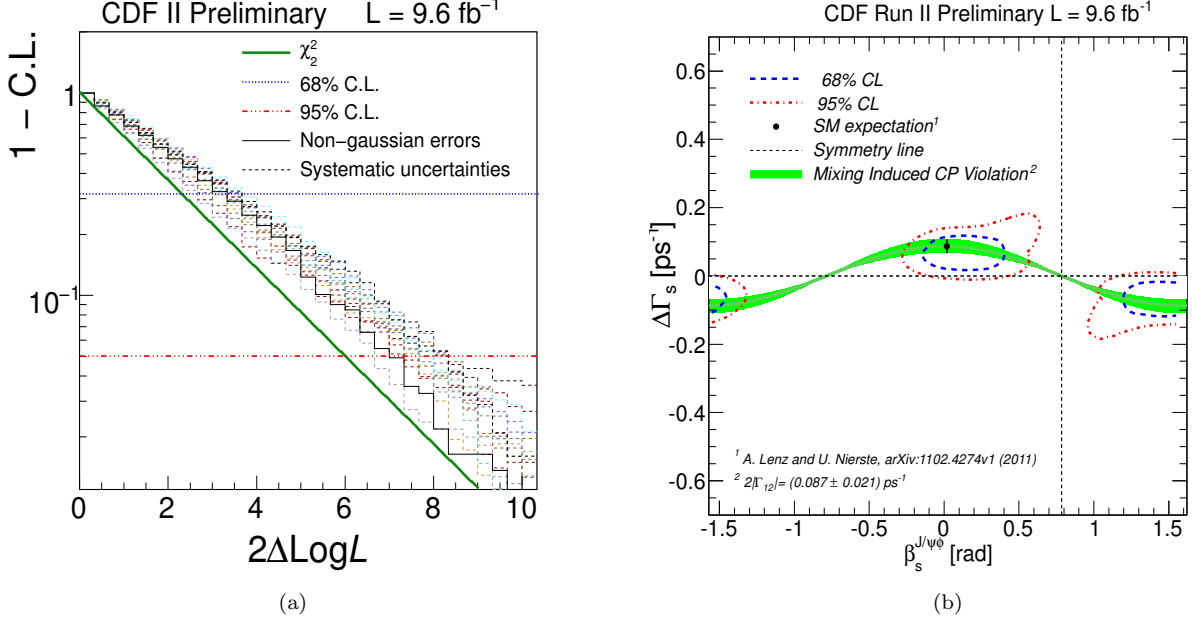 CDF II Preliminary L = 9.6 fb⁻¹
1 − C.L.
χ²₂
68% C.L.
95% C.L.
Non−gaussian errors
Systematic uncertainties
1
10⁻¹
0 2 4 6 8 10
2ΔLogL
(a)
CDF Run II Preliminary L = 9.6 fb⁻¹
ΔΓₛ [ps⁻¹]
68% CL
95% CL
SM expectation¹
Symmetry line
Mixing Induced CP Violation²
0.6
0.4
0.2
0
-0.2
-0.4
-0.6
¹ A. Lenz and U. Nierste, arXiv:1102.4274v1 (2011)
² 2|Γ₁₂|= (0.087± 0.021) ps⁻¹
-1.5 -1 -0.5 0 0.5 1 1.5
βₛ^J/ψϕ [rad]
(b)